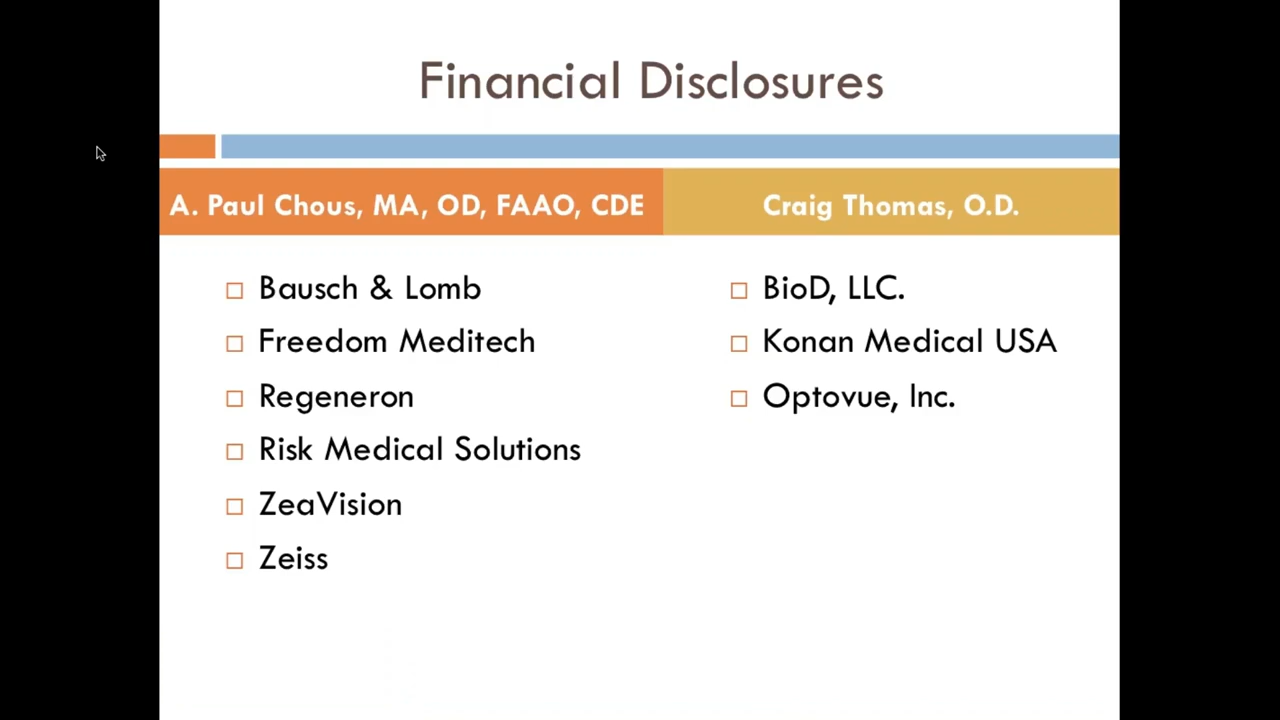 Financial Disclosures
A. Paul Chous, MA, OD, FAAO, CDE
Bausch & Lomb
Freedom Meditech
Regeneron
Risk Medical Solutions
ZeaVision
Zeiss
Craig Thomas, O.D.
BioD, LLC.
Konan Medical USA
Optovue, Inc.